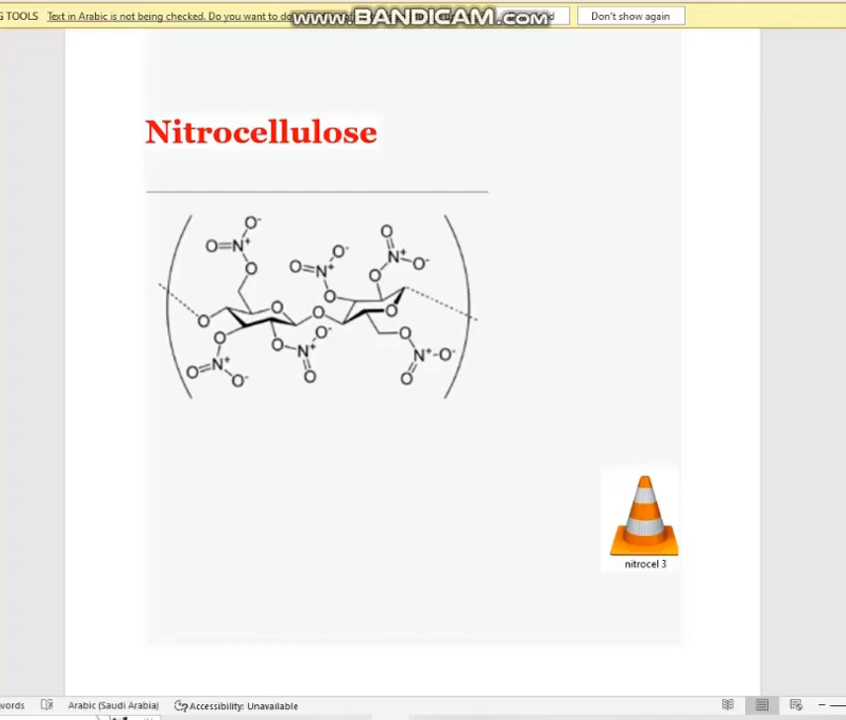 G TOOLS Text in Arabic is not being checked. Do you want to do
www.BANDICAM.com
Don't show again
Nitrocellulose
O⁻
O=N⁺
O
O=N⁺
O⁻
O
O
N⁺-O⁻
O
O
O
O
O
O
O=N⁺
O⁻
O
N⁺
O⁻
O
O
N⁺-O⁻
O
nitrocel 3
words Arabic (Saudi Arabia) Accessibility: Unavailable